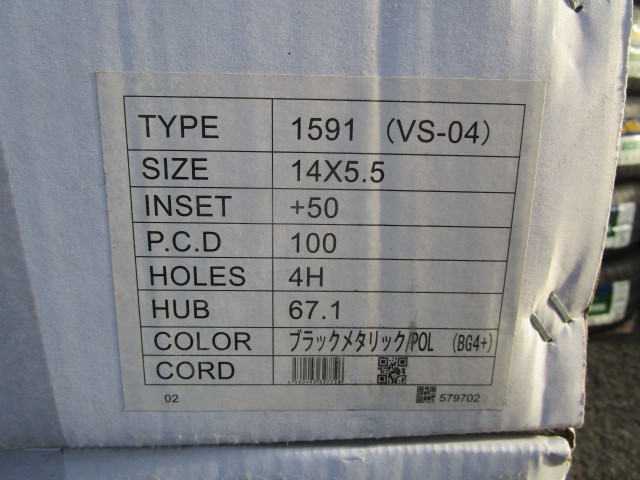 TYPE 1591 (VS-04)
SIZE 14X5.5
INSET +50
P.C.D 100
HOLES 4H
HUB 67.1
COLOR ブラックメタリック/POL (BG4+)
CORD
02 579702